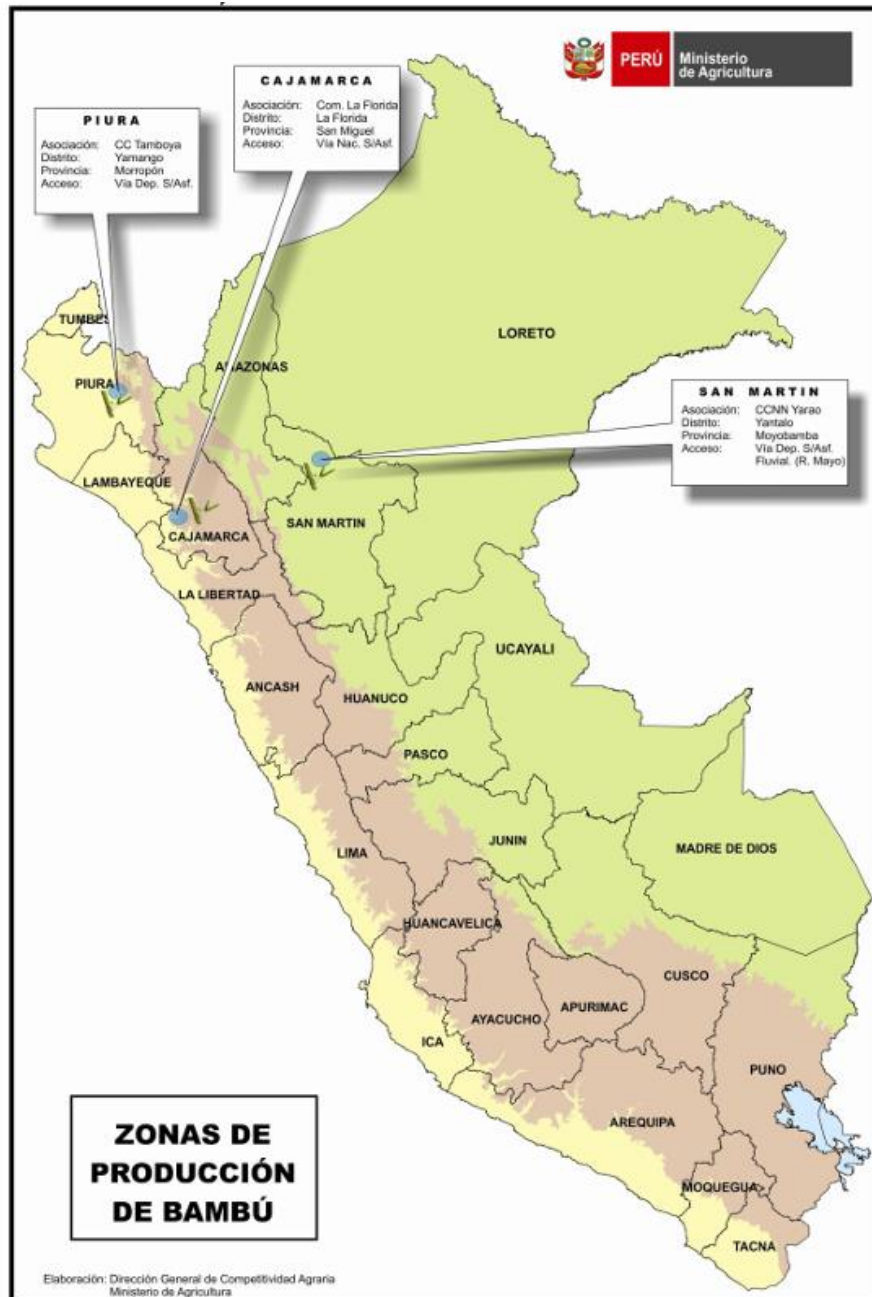 PERÚ
Ministerio
de Agricultura
CAJAMARCA
Asociación: Com. La Florida
Distrito: La Florida
Provincia: San Miguel
Acceso: Vía Nac. S/Asf.
PIURA
Asociación: CC Tamboya
Distrito: Yamango
Provincia: Morropón
Acceso: Vía Dep. S/Asf.
SAN MARTIN
Asociación: CCNN Yarao
Distrito: Yantalo
Provincia: Moyobamba
Acceso: Vía Dep. S/Asf.
Fluvial. (R. Mayo)
TUMBES
LORETO
AMAZONAS
PIURA
LAMBAYEQUE
SAN MARTIN
CAJAMARCA
LA LIBERTAD
UCAYALI
ANCASH
HUANUCO
PASCO
JUNIN
MADRE DE DIOS
LIMA
HUANCAVELICA
CUSCO
APURIMAC
AYACUCHO
ICA
PUNO
AREQUIPA
MOQUEGUA
TACNA
ZONAS DE
PRODUCCIÓN
DE BAMBÚ
Elaboración: Dirección General de Competitividad Agraria
Ministerio de Agricultura